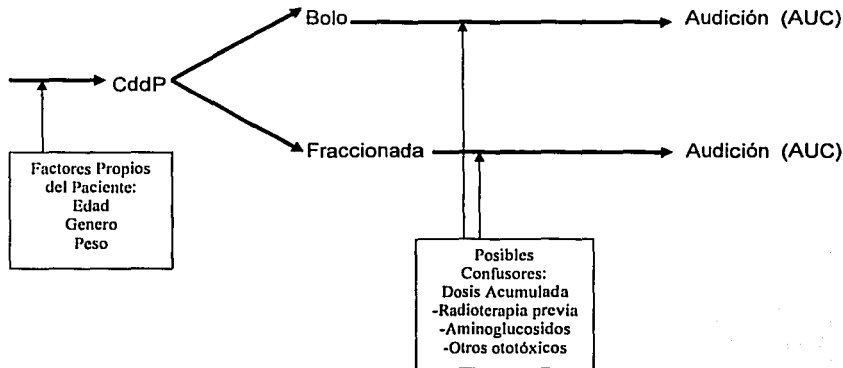 Bolo
Audición (AUC)
CddP
Fraccionada
Audición (AUC)
Factores Propios
del Paciente:
Edad
Genero
Peso
Posibles
Confusores:
Dosis Acumulada
-Radioterapia previa
-Aminoglucosidos
-Otros ototóxicos